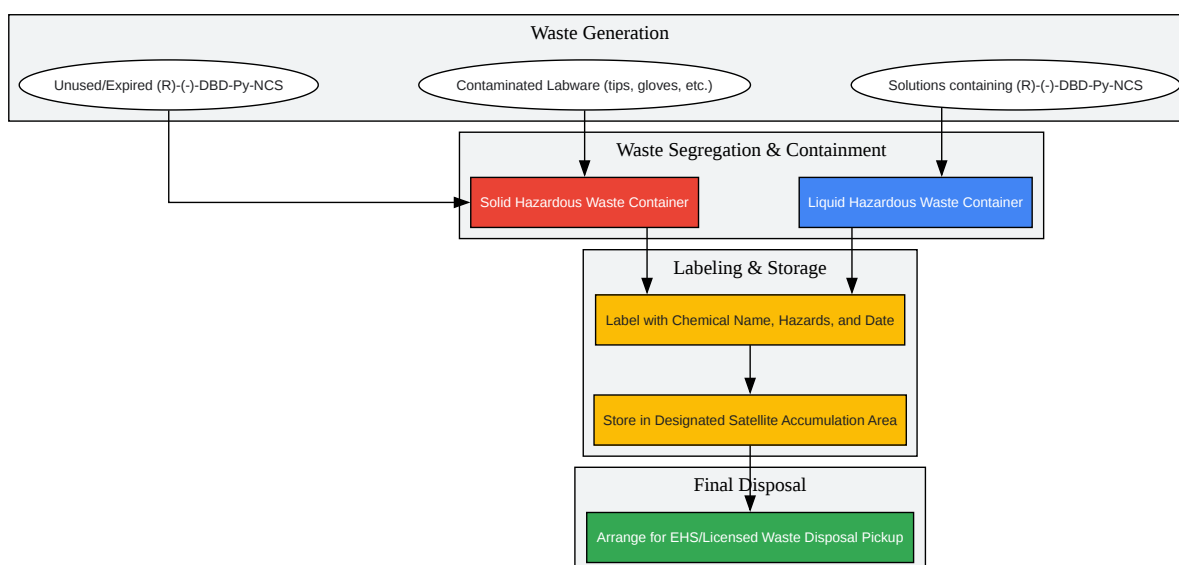 Waste Generation
Unused/Expired (R)-(-)-DBD-Py-NCS
Contaminated Labware (tips, gloves, etc.)
Solutions containing (R)-(-)-DBD-Py-NCS
Waste Segregation & Containment
Solid Hazardous Waste Container
Liquid Hazardous Waste Container
Labeling & Storage
Label with Chemical Name, Hazards, and Date
Store in Designated Satellite Accumulation Area
Final Disposal
Arrange for EHS/Licensed Waste Disposal Pickup